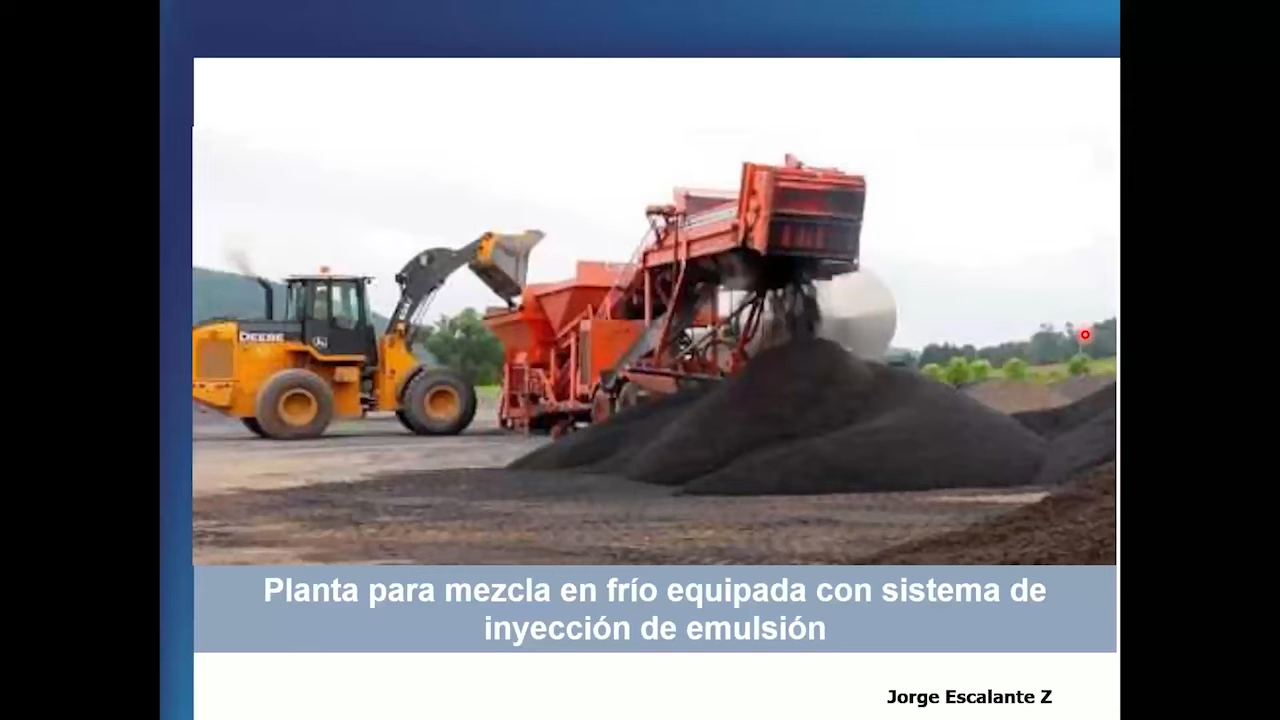 DEERE
Planta para mezcla en frío equipada con sistema de
inyección de emulsión
Jorge Escalante Z